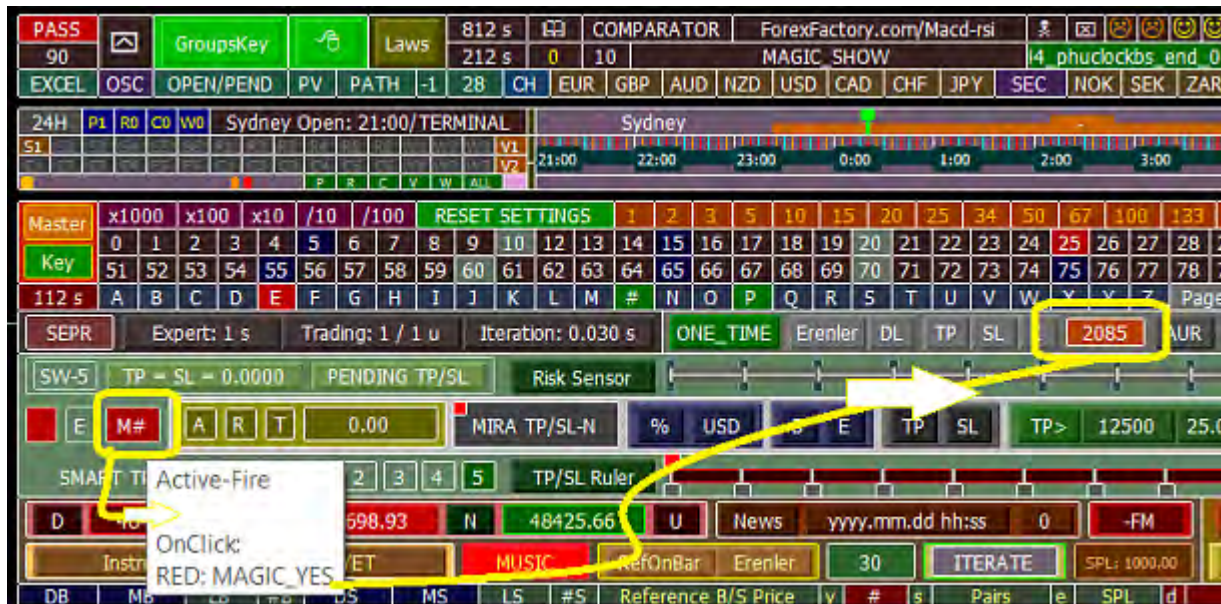 PASS GroupsKey Laws 812 s COMPARATOR ForexFactory.com/Macd-rsi
90 212 s 0 10 MAGIC_SHOW i4_phuclockbs_end_0
EXCEL OSC OPEN/PEND PV PATH -1 28 CH EUR GBP AUD NZD USD CAD CHF JPY SEC NOK SEK ZAR
24H P1 R0 C0 W0 Sydney Open: 21:00/TERMINAL Sydney
S1 V1
V2 21:00 22:00 23:00 0:00 1:00 2:00 3:00
P R C V W ALL
Master x1000 x100 x10 /10 /100 RESET SETTINGS 1 2 3 5 10 15 20 25 34 50 67 100 133
0 1 2 3 4 5 6 7 8 9 10 12 13 14 15 16 17 18 19 20 21 22 23 24 25 26 27 28
Key 51 52 53 54 55 56 57 58 59 60 61 62 63 64 65 66 67 68 69 70 71 72 73 74 75 76 77 78
112 s A B C D E F G H I J K L M # N O P Q R S T U V W X Y Z Page
SEPR Expert: 1 s Trading: 1 / 1 u Iteration: 0.030 s ONE_TIME Erenler DL TP SL 2085 AUR
SW-5 TP = SL = 0.0000 PENDING TP/SL Risk Sensor
E M# A R T 0.00 MIRA TP/SL-N % USD E TP SL TP> 12500 25.0
SMART 2 3 4 5 TP/SL Ruler
Active-Fire
D 698.93 N 48425.66 U News yyyy.mm.dd hh:ss 0 -FM
OnClick:
MUSIC RefOnBar Erenler 30 ITERATE SPL: 1000.00
RED: MAGIC_YES
DB MB LB #B DS MS LS #S Reference B/S Price v # s Pairs e SPL d